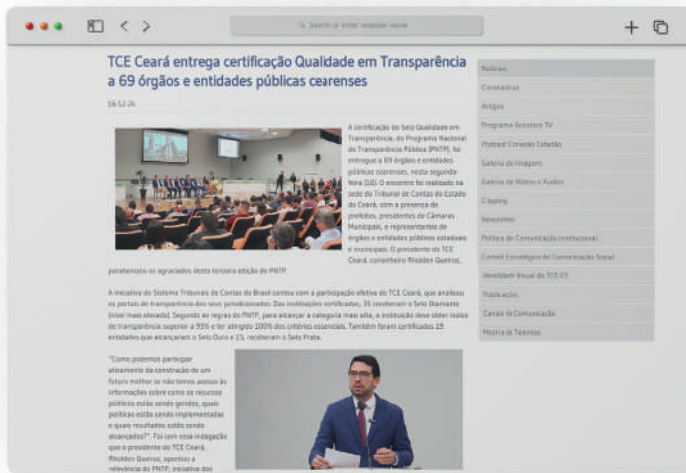 Search or enter website name
TCE Ceará entrega certificação Qualidade em Transparência
a 69 órgãos e entidades públicas cearenses
16-12-24
A certificação do Selo Qualidade em
Transparência, do Programa Nacional
de Transparência Pública (PNTP), foi
entregue a 69 órgãos e entidades
públicas cearenses, nesta segunda-
feira (16). O encontro foi realizado na
sede do Tribunal de Contas do Estado
do Ceará, com a presença de
prefeitos, presidentes de Câmaras
Municipais, e representantes de
órgãos e entidades públicas estaduais
e municipais. O presidente do TCE
Ceará, conselheiro Rholden Queiroz,
parabenizou os agraciados desta terceira edição do PNTP.
A iniciativa do Sistema Tribunais de Contas do Brasil contou com a participação efetiva do TCE Ceará, que analisou
os portais de transparência dos seus jurisdicionados. Das instituições certificadas, 35 receberam o Selo Diamante
(nível mais elevado). Segundo as regras do PNTP, para alcançar a categoria mais alta, a instituição deve obter índice
de transparência superior a 95% e ter atingido 100% dos critérios essenciais. Também foram certificados 19
entidades que alcançaram o Selo Ouro e 15, receberam o Selo Prata.
"Como podemos participar
ativamente da construção de um
futuro melhor se não temos acesso às
informações sobre como os recursos
públicos estão sendo geridos, quais
políticas estão sendo implementadas
e quais resultados estão sendo
alcançados?". Foi com essa indagação
que o presidente do TCE Ceará,
Rholden Queiroz, apontou a
relevância do PNTP, iniciativa dos
Notícias
Coronavírus
Artigos
Programa Acontece TV
Podcast Conexão Cidadão
Galeria de Imagens
Galeria de Vídeos e Áudios
Clipping
Newsletter
Política de Comunicação Institucional
Comitê Estratégico de Comunicação Social
Identidade Visual do TCE-CE
Publicações
Canais de Comunicação
Mostra de Talentos